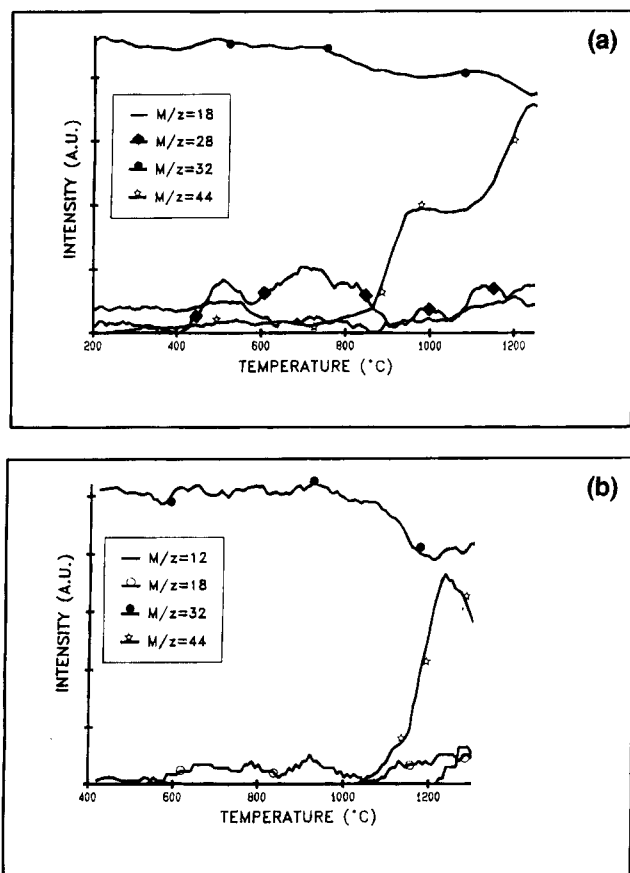 (a)
M/z=18
M/z=28
M/z=32
M/z=44
INTENSITY (A.U.)
200 400 600 800 1000 1200
TEMPERATURE (°C)
(b)
M/z=12
M/z=18
M/z=32
M/z=44
INTENSITY (A.U.)
400 600 800 1000 1200
TEMPERATURE (°C)